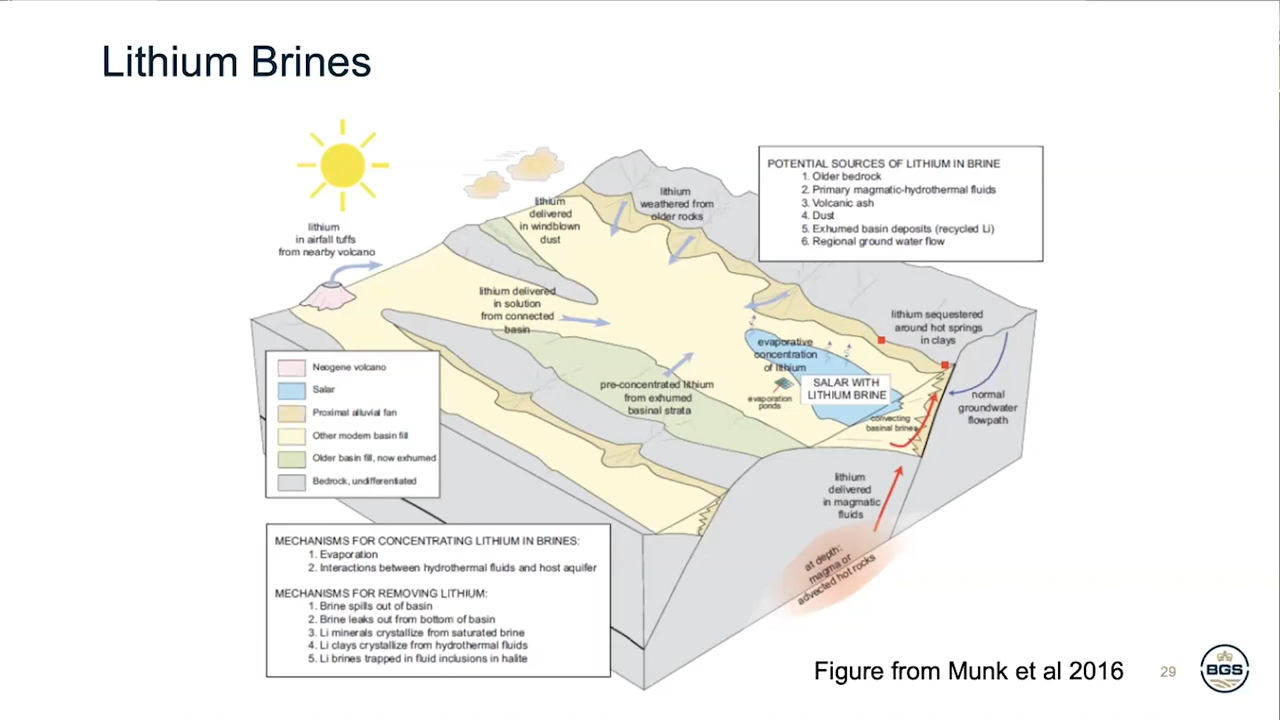 Lithium Brines
lithium
in airfall tuffs
from nearby volcano
lithium
delivered
in windblown
dust
lithium
weathered from
older rocks
POTENTIAL SOURCES OF LITHIUM IN BRINE
1. Older bedrock
2. Primary magmatic-hydrothermal fluids
3. Volcanic ash
4. Dust
5. Exhumed basin deposits (recycled Li)
6. Regional ground water flow
lithium delivered
in solution
from connected
basin
lithium sequestered
around hot springs
in clays
evaporative
concentration
of lithium
pre-concentrated lithium
from exhumed
basinal strata
evaporation
ponds
SALAR WITH
LITHIUM BRINE
convecting
basinal brines
normal
groundwater
flowpath
lithium
delivered
in magmatic
fluids
at depth:
magma or
advected hot rocks
Neogene volcano
Salar
Proximal alluvial fan
Other modern basin fill
Older basin fill, now exhumed
Bedrock, undifferentiated
MECHANISMS FOR CONCENTRATING LITHIUM IN BRINES:
1. Evaporation
2. Interactions between hydrothermal fluids and host aquifer
MECHANISMS FOR REMOVING LITHIUM:
1. Brine spills out of basin
2. Brine leaks out from bottom of basin
3. Li minerals crystallize from saturated brine
4. Li clays crystallize from hydrothermal fluids
5. Li brines trapped in fluid inclusions in halite
Figure from Munk et al 2016
29
BGS